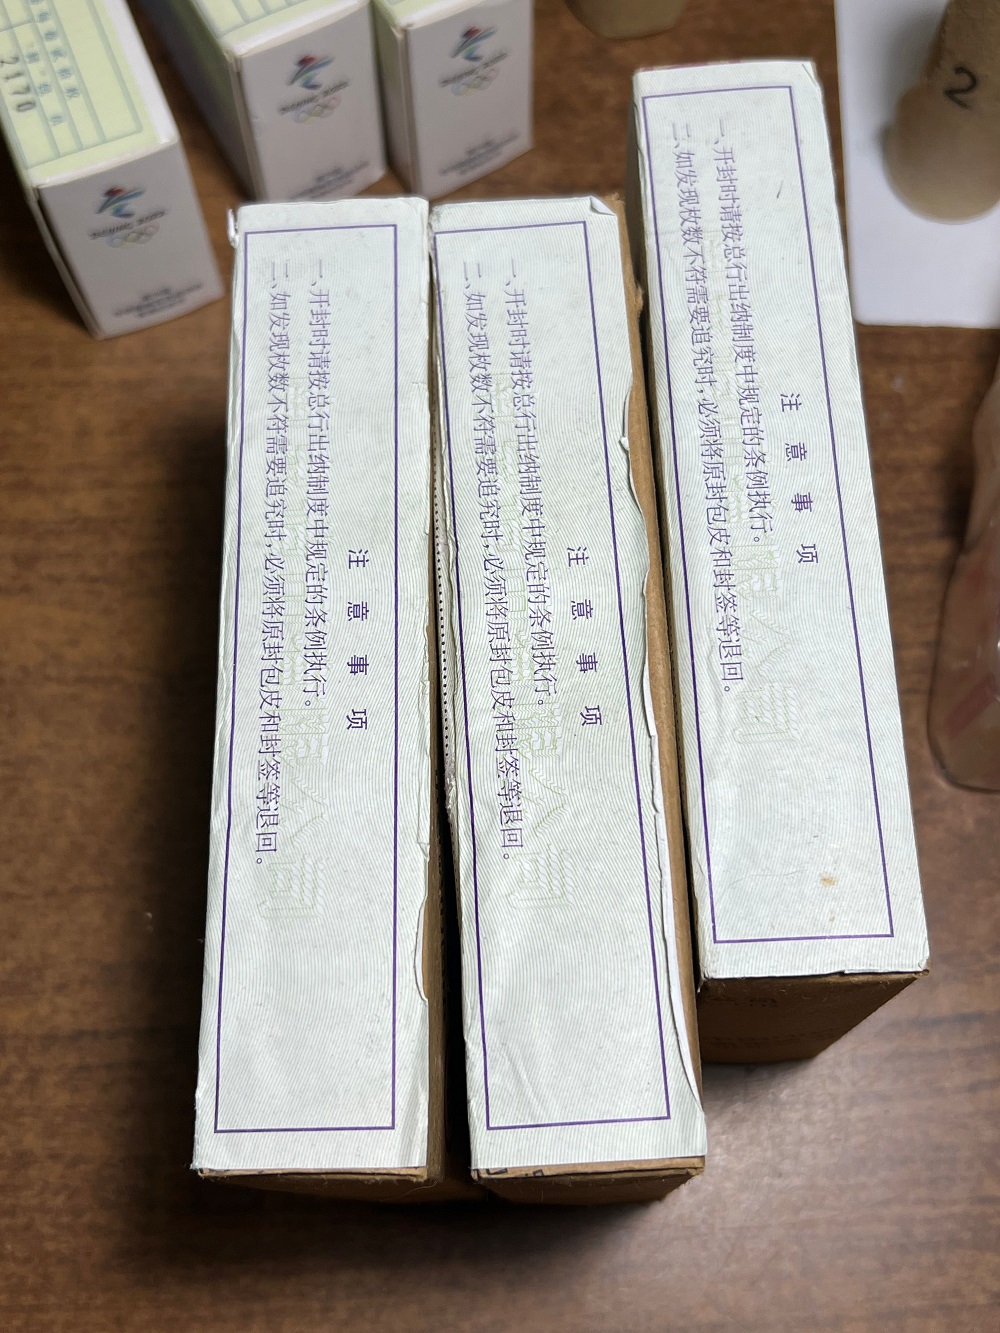 2170
2
注意事项
一、开封时请按总行出纳制度中规定的条例执行。
二、如发现枚数不符需要追究时,必须将原封包皮和封签等退回。
注意事项
一、开封时请按总行出纳制度中规定的条例执行。
二、如发现枚数不符需要追究时,必须将原封包皮和封签等退回。
注意事项
一、开封时请按总行出纳制度中规定的条例执行。
二、如发现枚数不符需要追究时,必须将原封包皮和封签等退回。